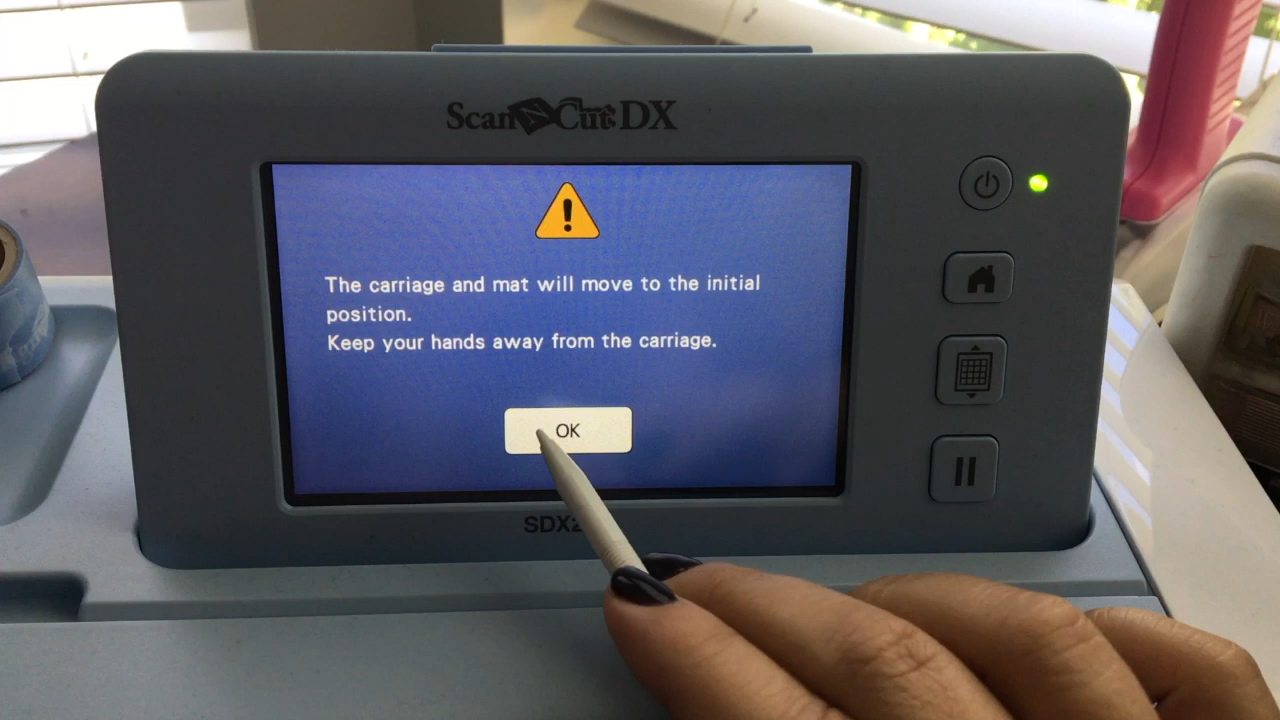 ScanNCut DX
The carriage and mat will move to the initial
position.
Keep your hands away from the carriage.
OK